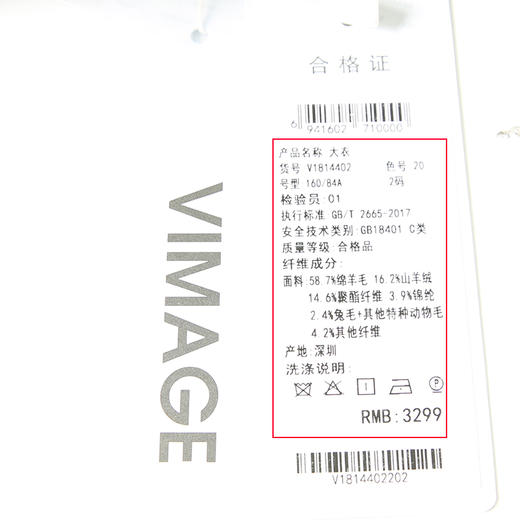 合格证
6 941602 710000
产品名称 大衣
货号 V1814402 色号 20
号型 160/84A 2码
检验员: 01
执行标准 GB/T 2665-2017
安全技术类别: GB18401 C类
质量等级: 合格品
纤维成分:
面料: 58.7%绵羊毛 16.2%山羊绒
14.6%聚酯纤维 3.9%锦纶
2.4%兔毛+其他特种动物毛
4.2%其他纤维
产地: 深圳
洗涤说明:
P
RMB: 3299
V1814402202
VIMAGE